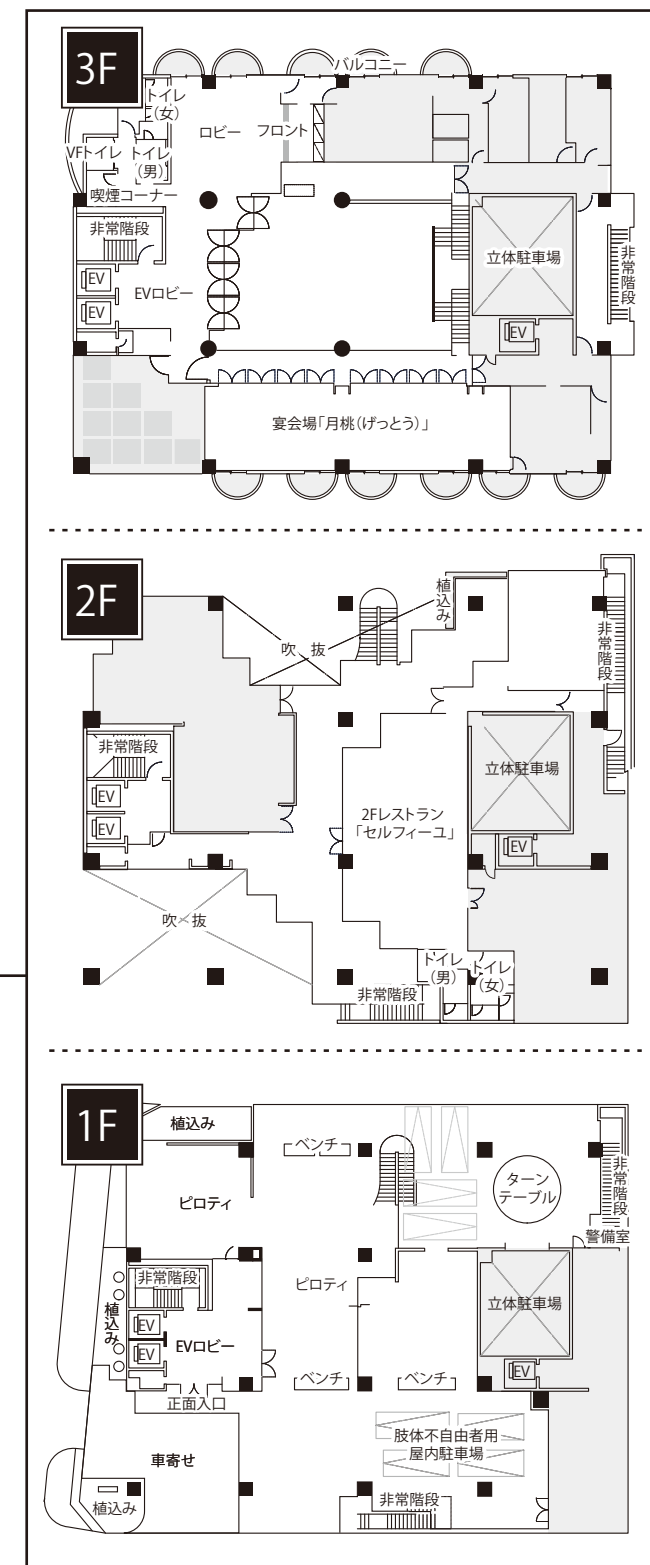 3F
バルコニー
トイレ
(女)
ロビー
フロント
VFトイレ
トイレ
(男)
喫煙コーナー
非常階段
EV
EV
EVロビー
立体駐車場
非常階段
EV
宴会場「月桃(げっとう)」
2F
植込み
吹 抜
非常階段
非常階段
立体駐車場
EV
EV
2Fレストラン
「セルフィーユ」
EV
吹 抜
トイレ
(男)
トイレ
(女)
非常階段
1F
植込み
ベンチ
ピロティ
ターン
テーブル
非常階段
警備室
非常階段
ピロティ
植込み
立体駐車場
EV
EV
EVロビー
EV
ベンチ
ベンチ
正面入口
肢体不自由者用
屋内駐車場
車寄せ
植込み
非常階段